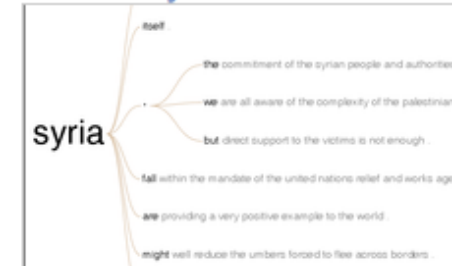 itself .
the commitment of the syrian people and authorities
, we are all aware of the complexity of the palestinian
syria
but direct support to the victims is not enough .
fall within the mandate of the united nations relief and works age
are providing a very positive example to the world .
might well reduce the umbers forced to flee across borders .